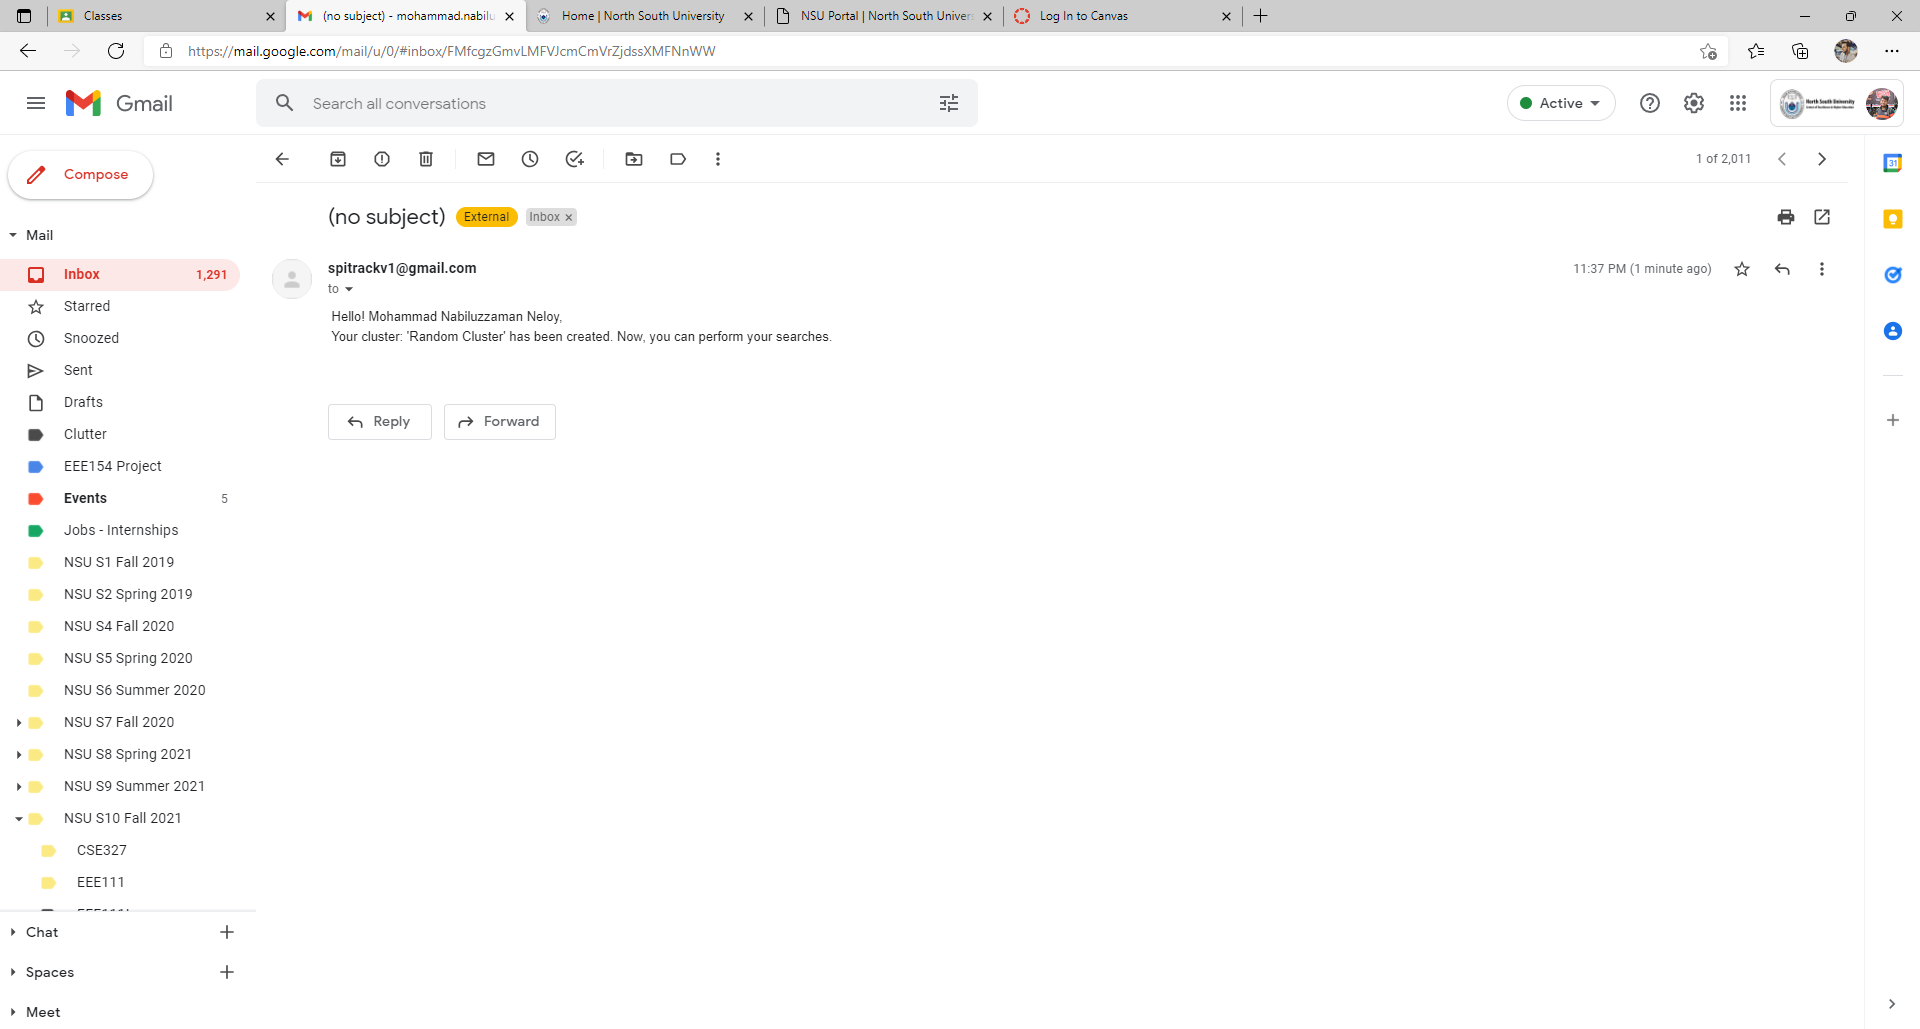 Classes
(no subject) - mohammad.nabilu
Home | North South University
NSU Portal | North South Univers
Log In to Canvas
https://mail.google.com/mail/u/0/#inbox/FMfcgzGmvLMFVJcmCmVrZjdssXMFNnWW
Gmail
Search all conversations
Active
North South University
Compose
1 of 2,011
31
(no subject)
External
Inbox ×
Mail
Inbox 1,291
Starred
Snoozed
Sent
Drafts
Clutter
EEE154 Project
Events 5
Jobs - Internships
NSU S1 Fall 2019
NSU S2 Spring 2019
NSU S4 Fall 2020
NSU S5 Spring 2020
NSU S6 Summer 2020
NSU S7 Fall 2020
NSU S8 Spring 2021
NSU S9 Summer 2021
NSU S10 Fall 2021
CSE327
EEE111
Chat
Spaces
Meet
spitrackv1@gmail.com
11:37 PM (1 minute ago)
to
Hello! Mohammad Nabiluzzaman Neloy,
Your cluster: 'Random Cluster' has been created. Now, you can perform your searches.
Reply
Forward